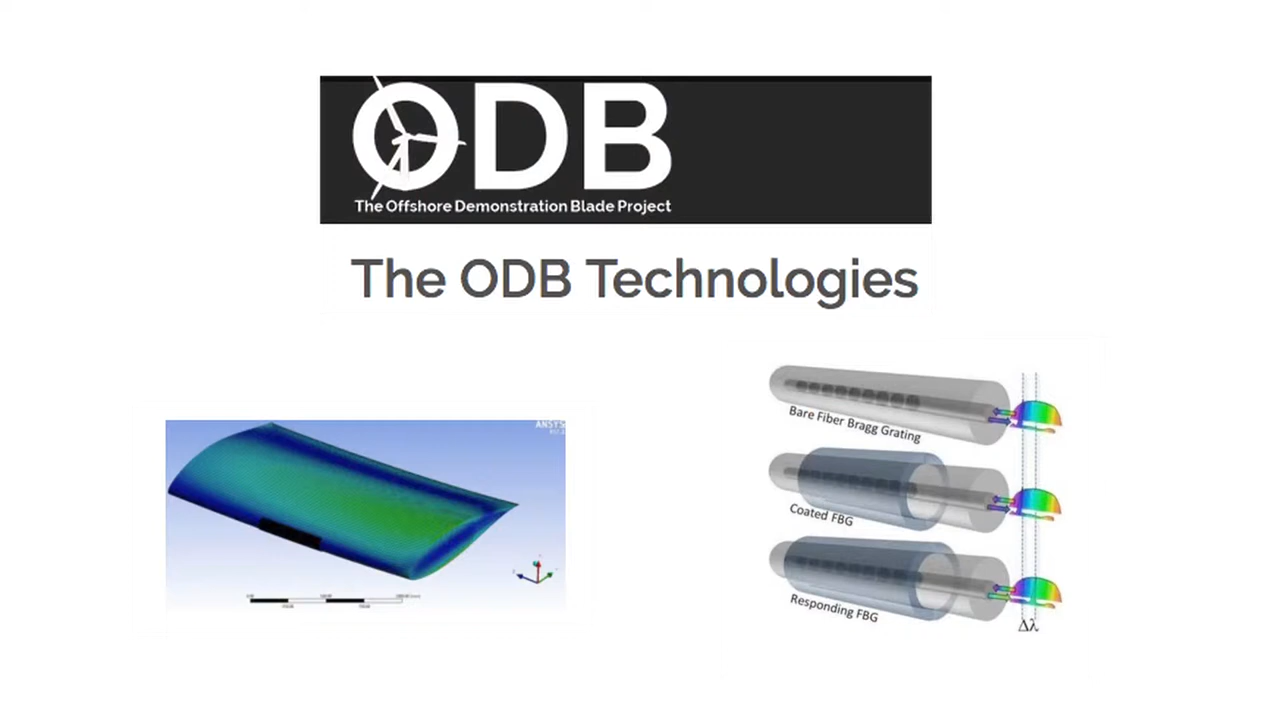 ODB
The Offshore Demonstration Blade Project
The ODB Technologies
Bare Fiber Bragg Grating
ANSYS
Coated FBG
Responding FBG
Δλ